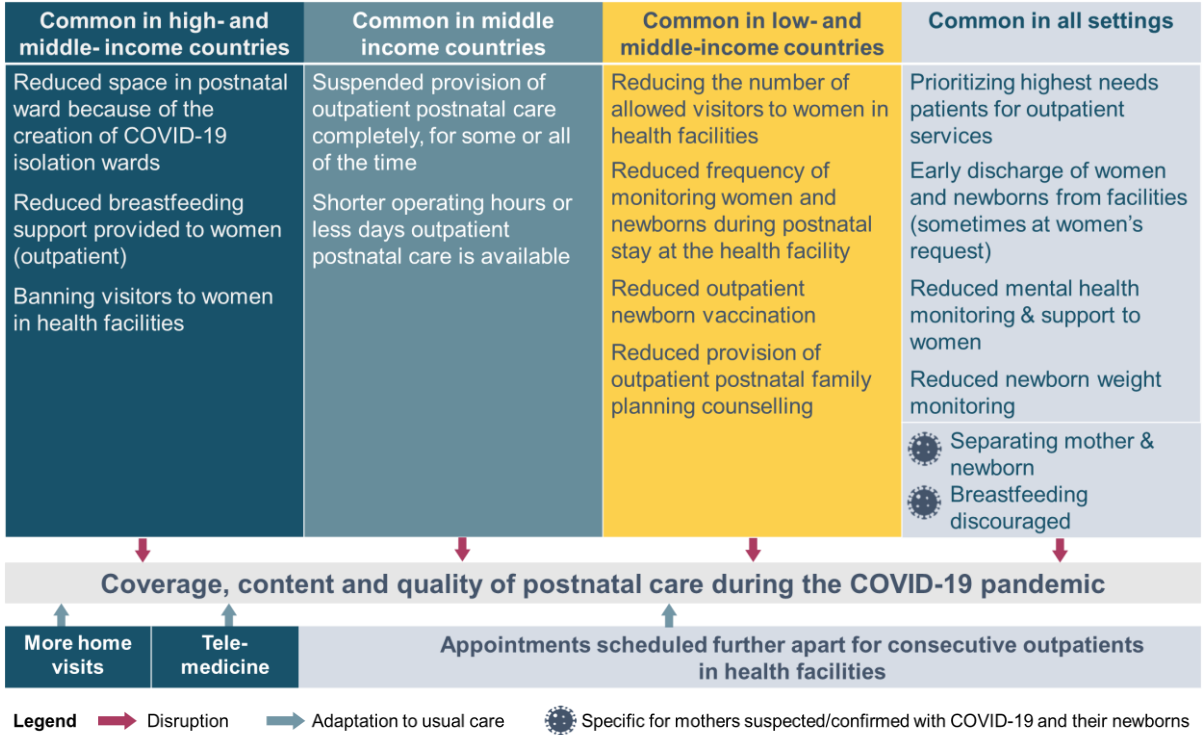 Common in high- and
middle- income countries
Reduced space in postnatal
ward because of the
creation of COVID-19
isolation wards
Reduced breastfeeding
support provided to women
(outpatient)
Banning visitors to women
in health facilities
Common in middle
income countries
Suspended provision of
outpatient postnatal care
completely, for some or all
of the time
Shorter operating hours or
less days outpatient
postnatal care is available
Common in low- and
middle-income countries
Reducing the number of
allowed visitors to women in
health facilities
Reduced frequency of
monitoring women and
newborns during postnatal
stay at the health facility
Reduced outpatient
newborn vaccination
Reduced provision of
outpatient postnatal family
planning counselling
Common in all settings
Prioritizing highest needs
patients for outpatient
services
Early discharge of women
and newborns from facilities
(sometimes at women's
request)
Reduced mental health
monitoring & support to
women
Reduced newborn weight
monitoring
Separating mother &
newborn
Breastfeeding
discouraged
Coverage, content and quality of postnatal care during the COVID-19 pandemic
More home
visits
Tele-
medicine
Appointments scheduled further apart for consecutive outpatients
in health facilities
Legend
Disruption
Adaptation to usual care
Specific for mothers suspected/confirmed with COVID-19 and their newborns